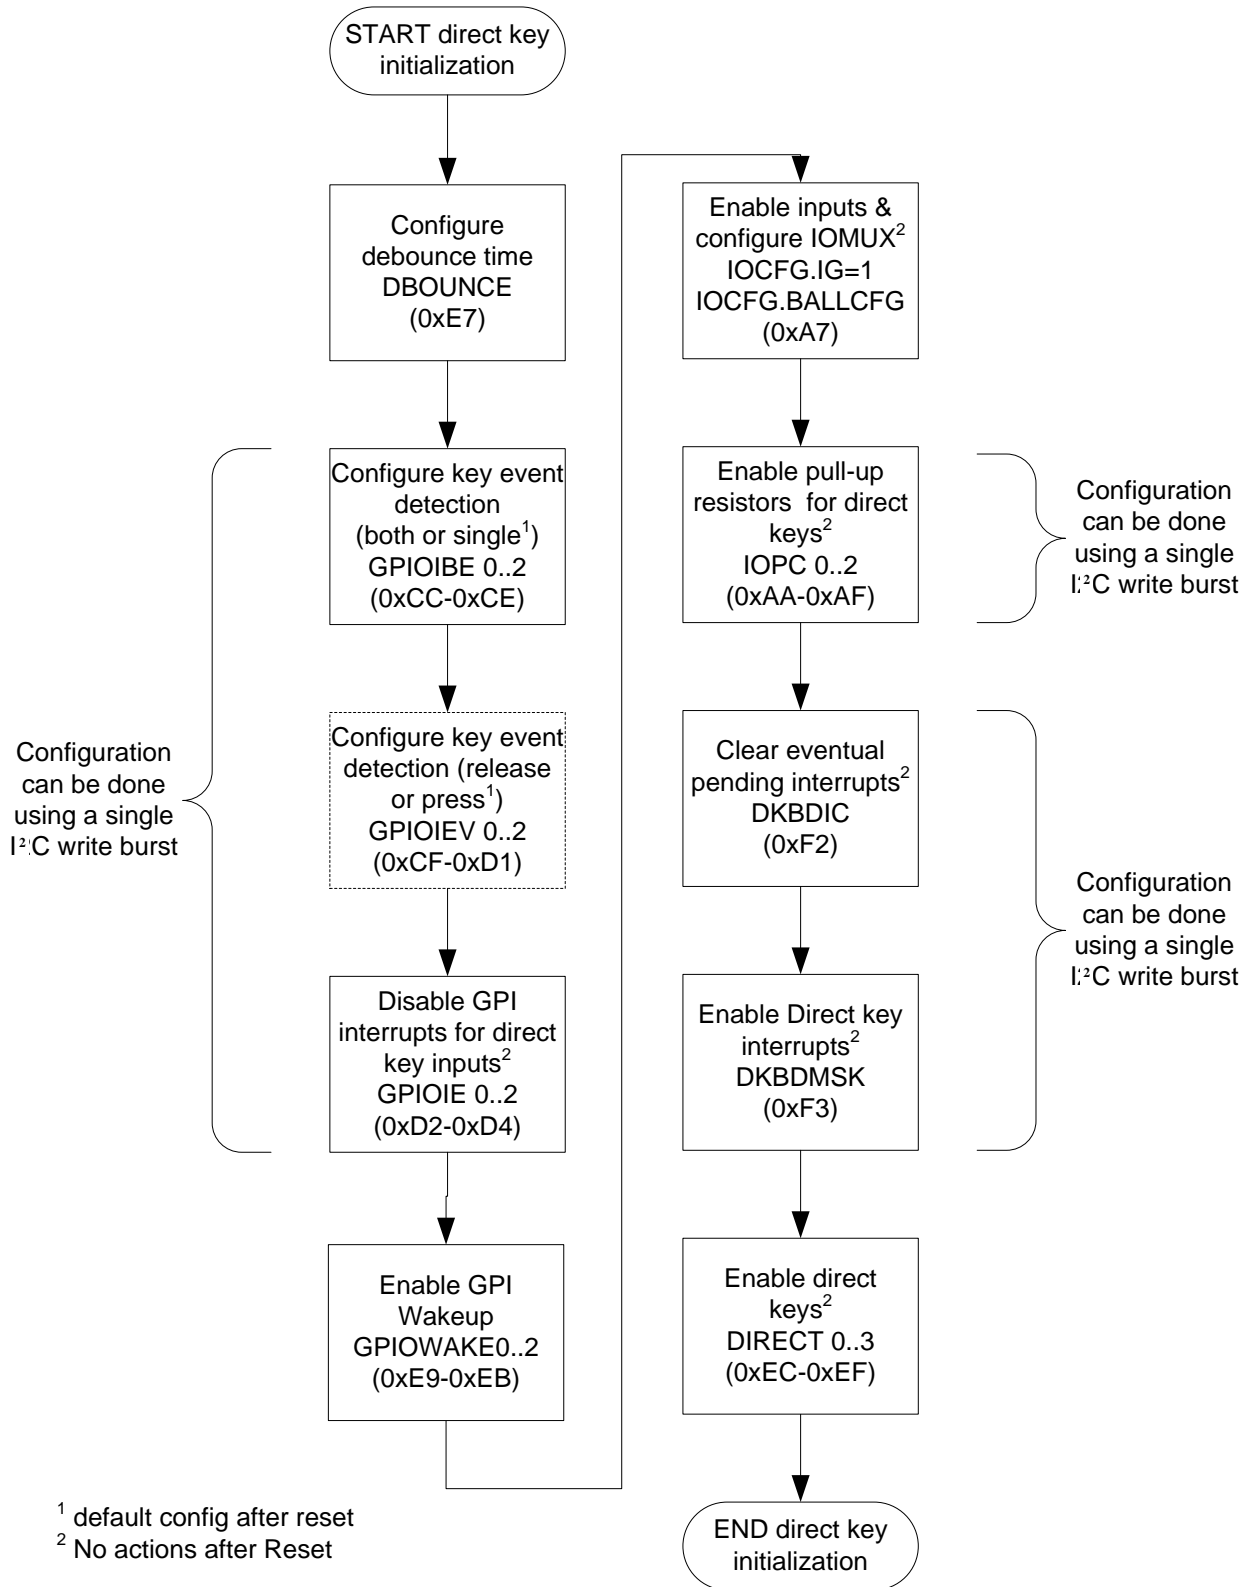 START direct key
initialization
Configure
debounce time
DBOUNCE
(0xE7)
Configure key event
detection
(both or single¹)
GPIOIBE 0..2
(0xCC-0xCE)
Configure key event
detection (release
or press¹)
GPIOIEV 0..2
(0xCF-0xD1)
Disable GPI
interrupts for direct
key inputs²
GPIOIE 0..2
(0xD2-0xD4)
Configuration
can be done
using a single
I²C write burst
Enable GPI
Wakeup
GPIOWAKE0..2
(0xE9-0xEB)
Enable inputs &
configure IOMUX²
IOCFG.IG=1
IOCFG.BALLCFG
(0xA7)
Enable pull-up
resistors for direct
keys²
IOPC 0..2
(0xAA-0xAF)
Configuration
can be done
using a single
I²C write burst
Clear eventual
pending interrupts²
DKBDIC
(0xF2)
Enable Direct key
interrupts²
DKBDMSK
(0xF3)
Configuration
can be done
using a single
I²C write burst
Enable direct
keys²
DIRECT 0..3
(0xEC-0xEF)
END direct key
initialization
¹ default config after reset
² No actions after Reset